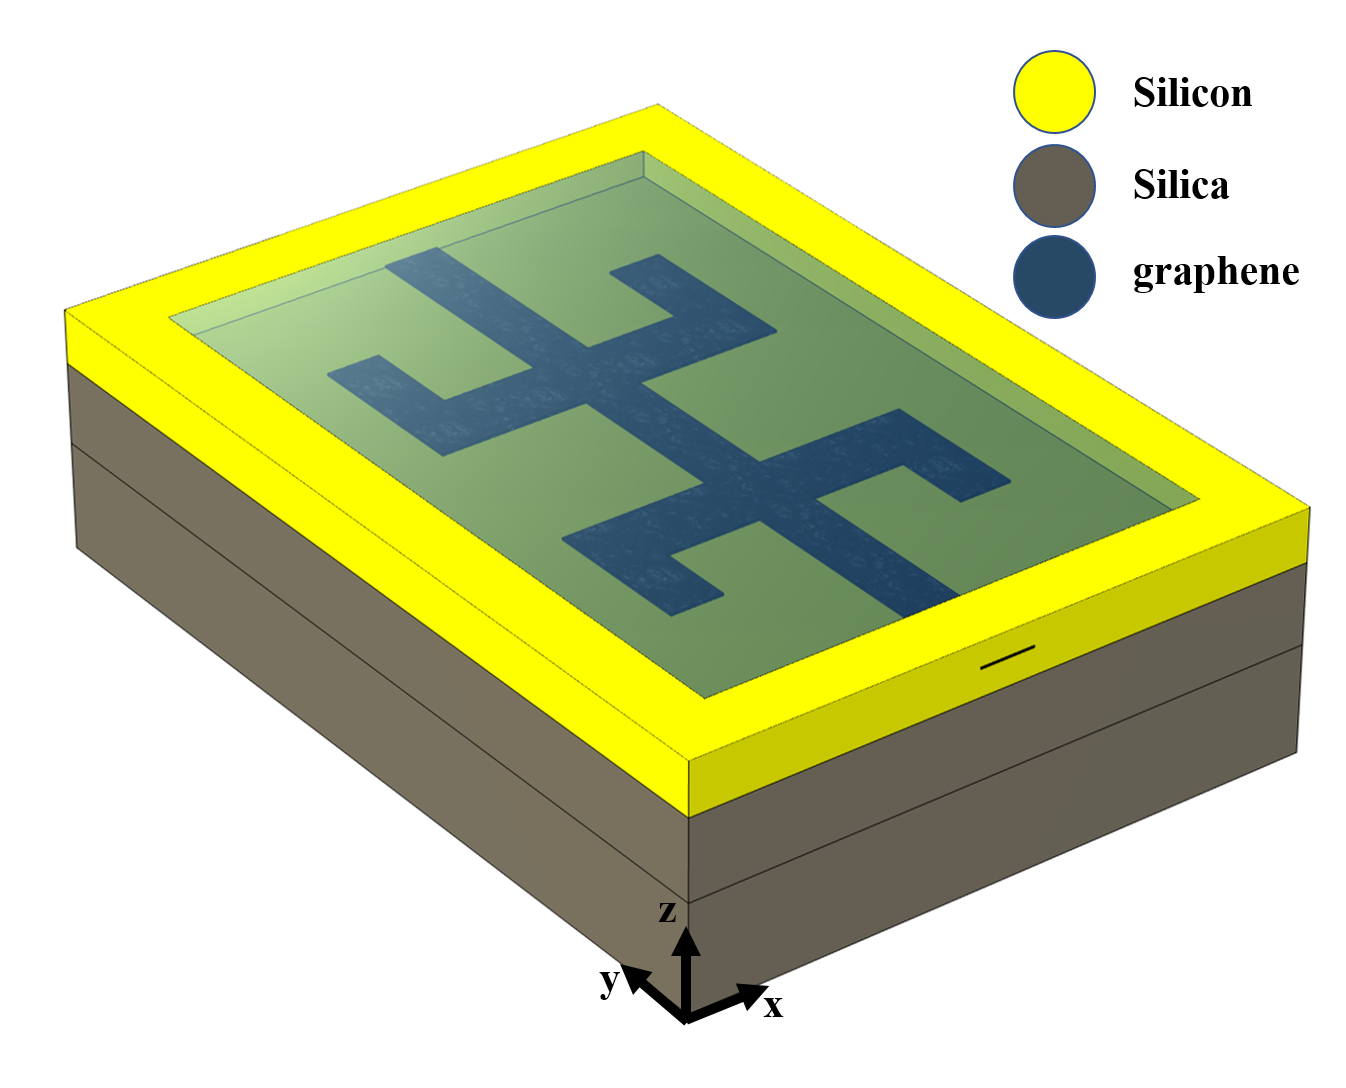 Silicon
Silica
graphene
z
y
x